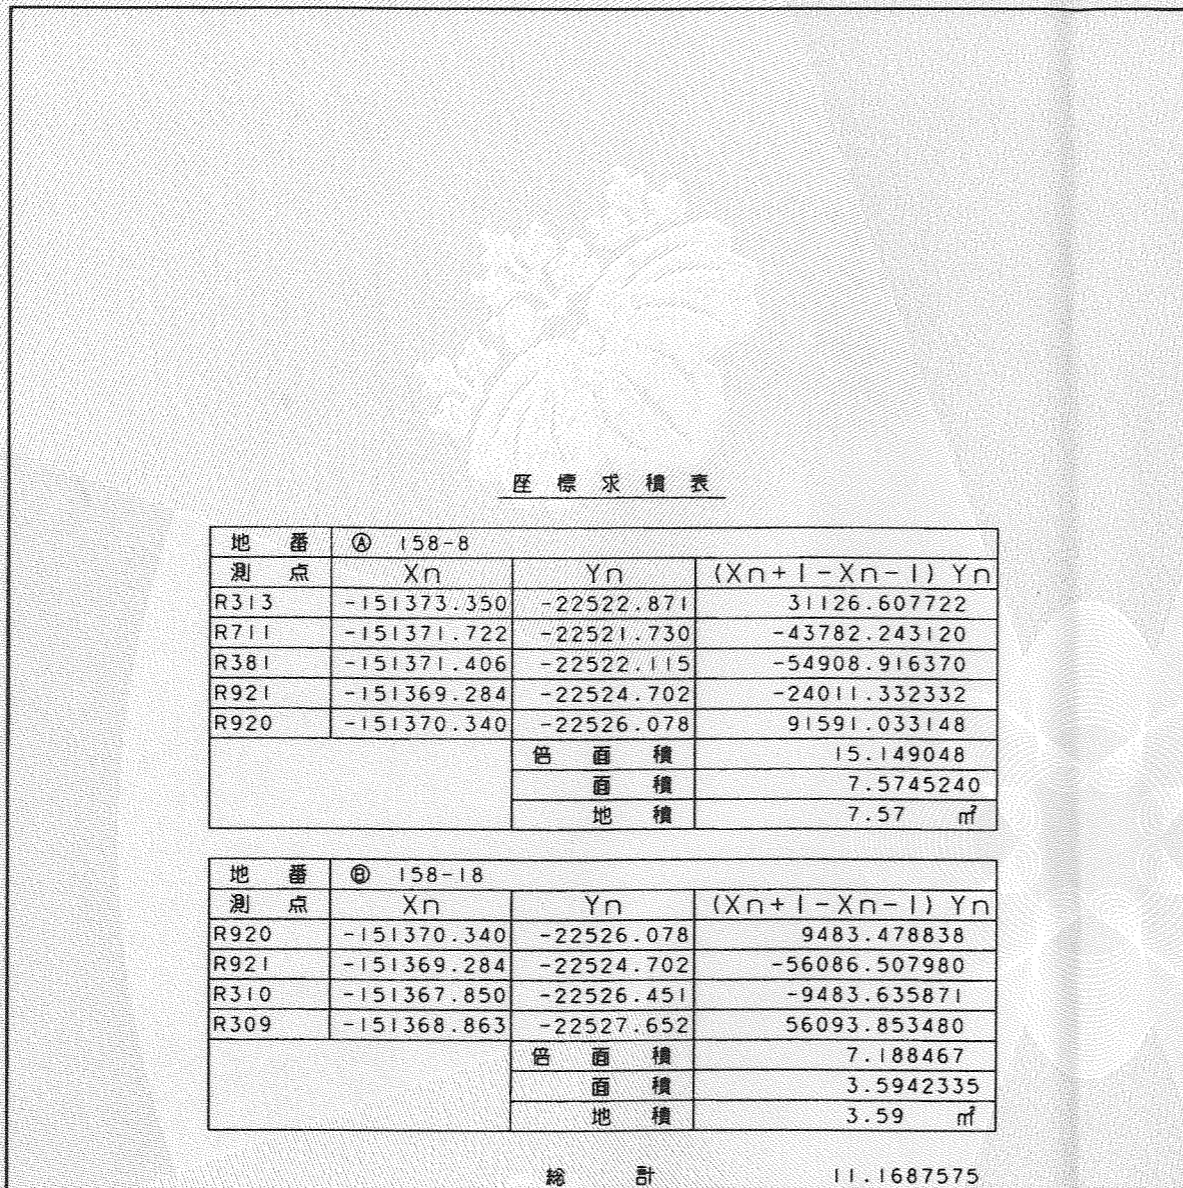 座標求積表
地番 Ⓐ 158-8
測点 Xn Yn (Xn+1-Xn-1) Yn
R313 -151373.350 -22522.871 31126.607722
R711 -151371.722 -22521.730 -43782.243120
R381 -151371.406 -22522.115 -54908.916370
R921 -151369.284 -22524.702 -24011.332332
R920 -151370.340 -22526.078 91591.033148
倍面積 15.149048
面積 7.5745240
地積 7.57 ㎡
地番 Ⓑ 158-18
測点 Xn Yn (Xn+1-Xn-1) Yn
R920 -151370.340 -22526.078 9483.478838
R921 -151369.284 -22524.702 -56086.507980
R310 -151367.850 -22526.451 -9483.635871
R309 -151368.863 -22527.652 56093.853480
倍面積 7.188467
面積 3.5942335
地積 3.59 ㎡
総計 11.1687575